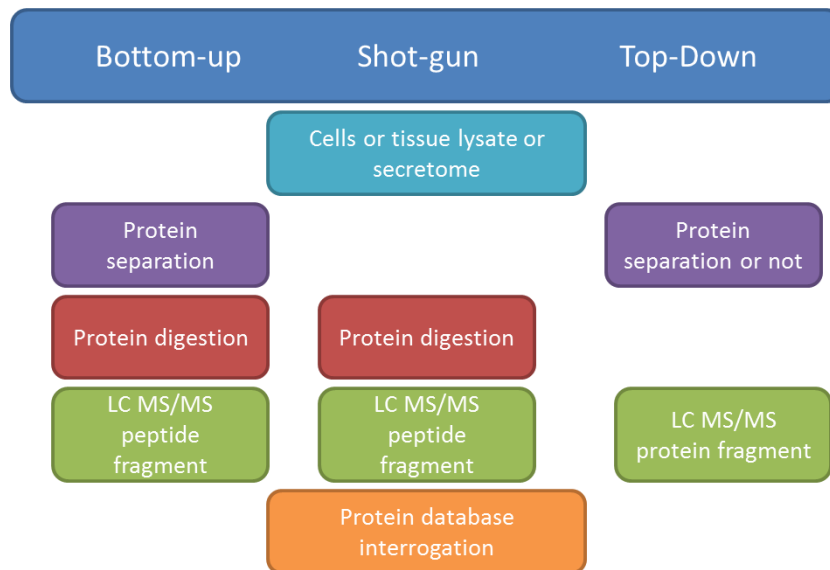 Bottom-up Shot-gun Top-Down
Cells or tissue lysate or
secretome
Protein
separation
Protein
separation or not
Protein digestion
Protein digestion
LC MS/MS
peptide
fragment
LC MS/MS
peptide
fragment
LC MS/MS
protein fragment
Protein database
interrogation